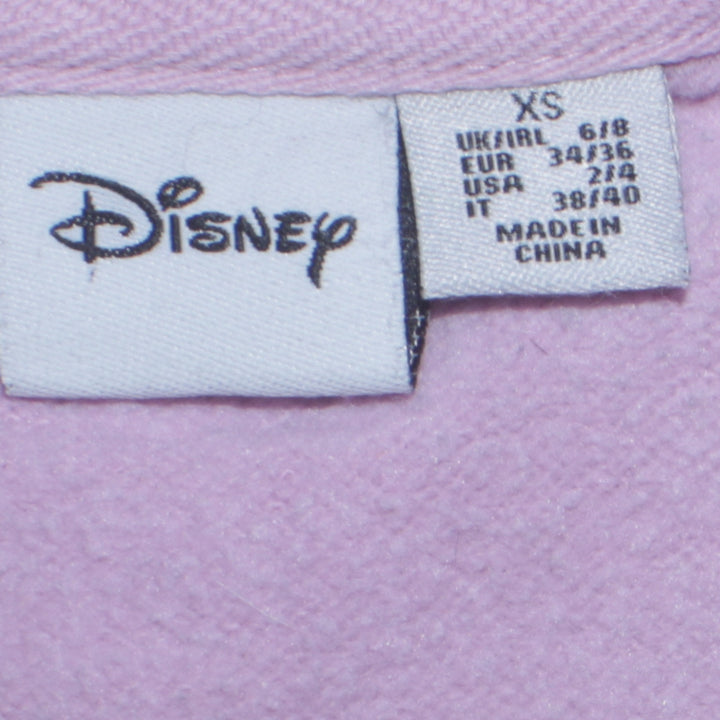 Disney
XS
UK/IRL 6/8
EUR 34/36
USA 2/4
IT 38/40
MADE IN
CHINA